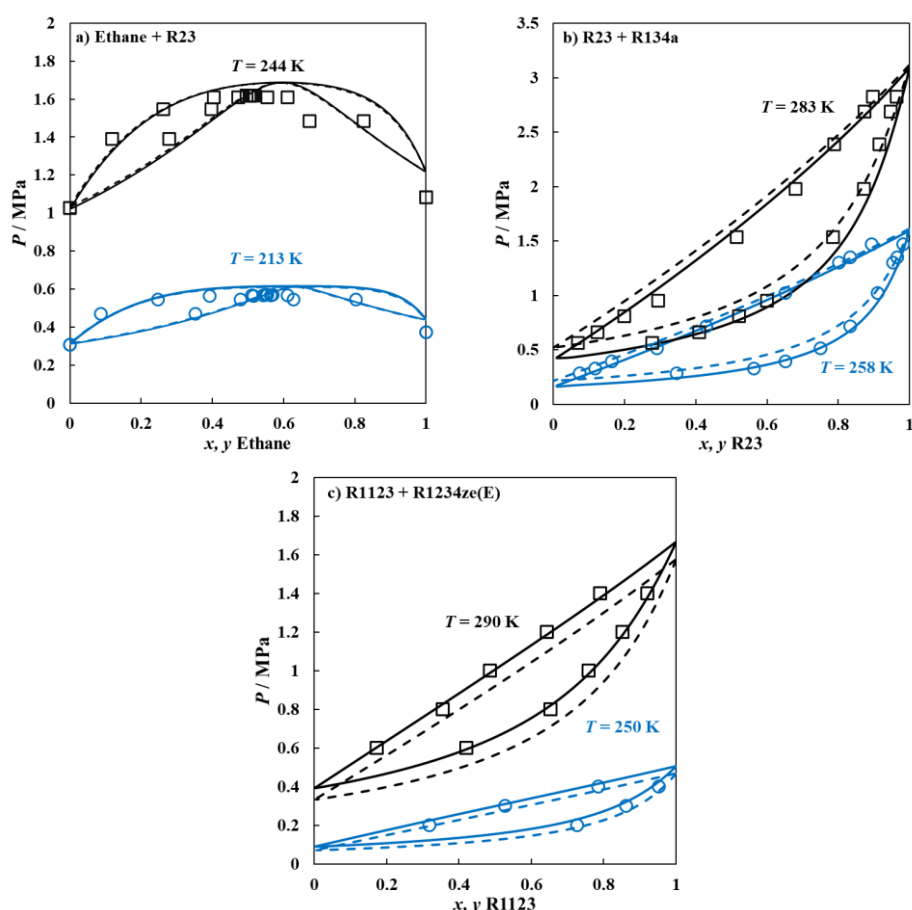 a) Ethane + R23
T = 244 K
T = 213 K
P / MPa
2
1.8
1.6
1.4
1.2
1
0.8
0.6
0.4
0.2
0
0 0.2 0.4 0.6 0.8 1
x, y Ethane
b) R23 + R134a
T = 283 K
T = 258 K
P / MPa
3.5
3
2.5
2
1.5
1
0.5
0
0 0.2 0.4 0.6 0.8 1
x, y R23
c) R1123 + R1234ze(E)
T = 290 K
T = 250 K
P / MPa
2
1.8
1.6
1.4
1.2
1
0.8
0.6
0.4
0.2
0
0 0.2 0.4 0.6 0.8 1
x, y R1123